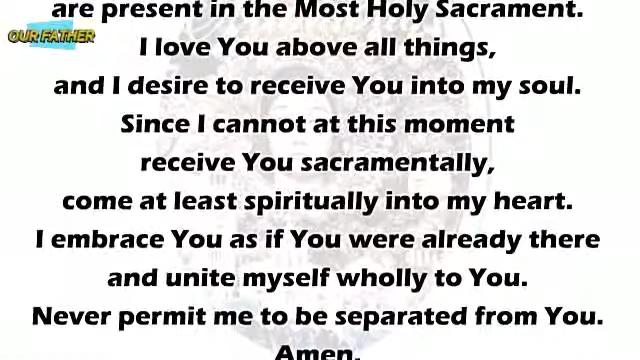 are present in the Most Holy Sacrament.
OUR FATHER
I love You above all things,
and I desire to receive You into my soul.
Since I cannot at this moment
receive You sacramentally,
come at least spiritually into my heart.
I embrace You as if You were already there
and unite myself wholly to You.
Never permit me to be separated from You.
Amen.